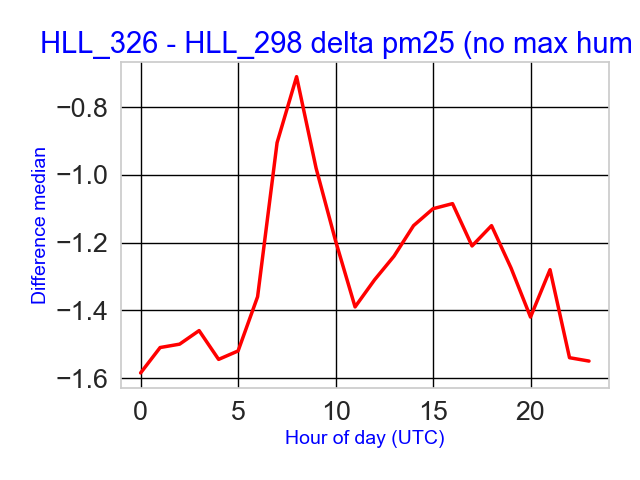 HLL_326 - HLL_298 delta pm25 (no max hum
Difference median
−0.8
−1.0
−1.2
−1.4
−1.6
0 5 10 15 20
Hour of day (UTC)